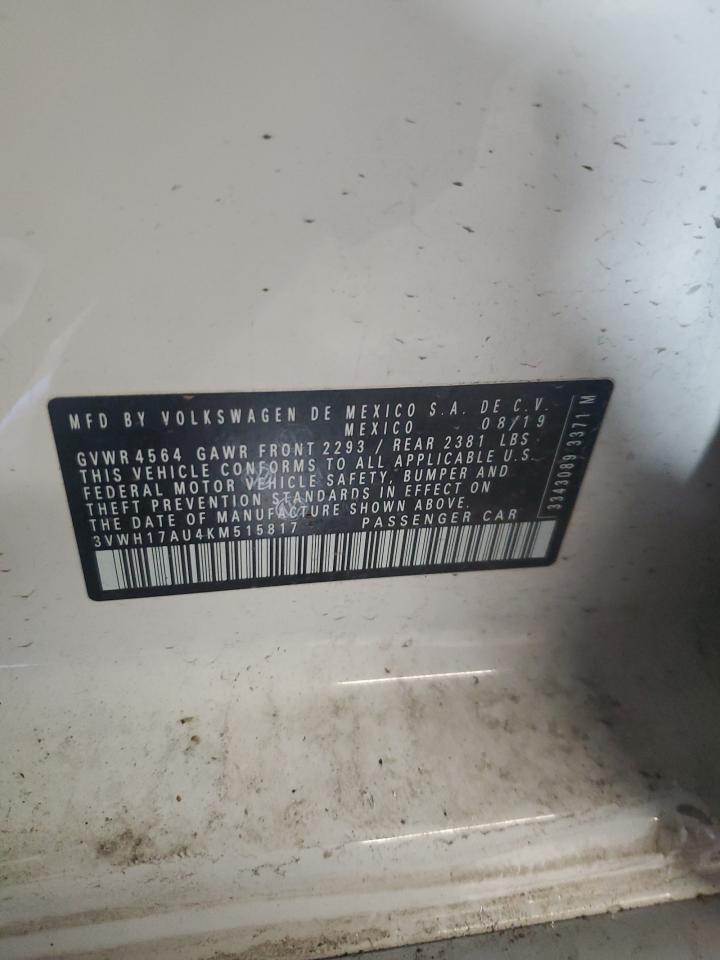 MFD BY VOLKSWAGEN DE MEXICO S.A. DE C.V.
MEXICO 08/19
GVWR 4564 GAWR FRONT 2293 / REAR 2381 LBS
THIS VEHICLE CONFORMS TO ALL APPLICABLE U.S.
FEDERAL MOTOR VEHICLE SAFETY, BUMPER AND
THEFT PREVENTION STANDARDS IN EFFECT ON
THE DATE OF MANUFACTURE SHOWN ABOVE.
3VWH17AU4KM515817 PASSENGER CAR
3343089 3371 M